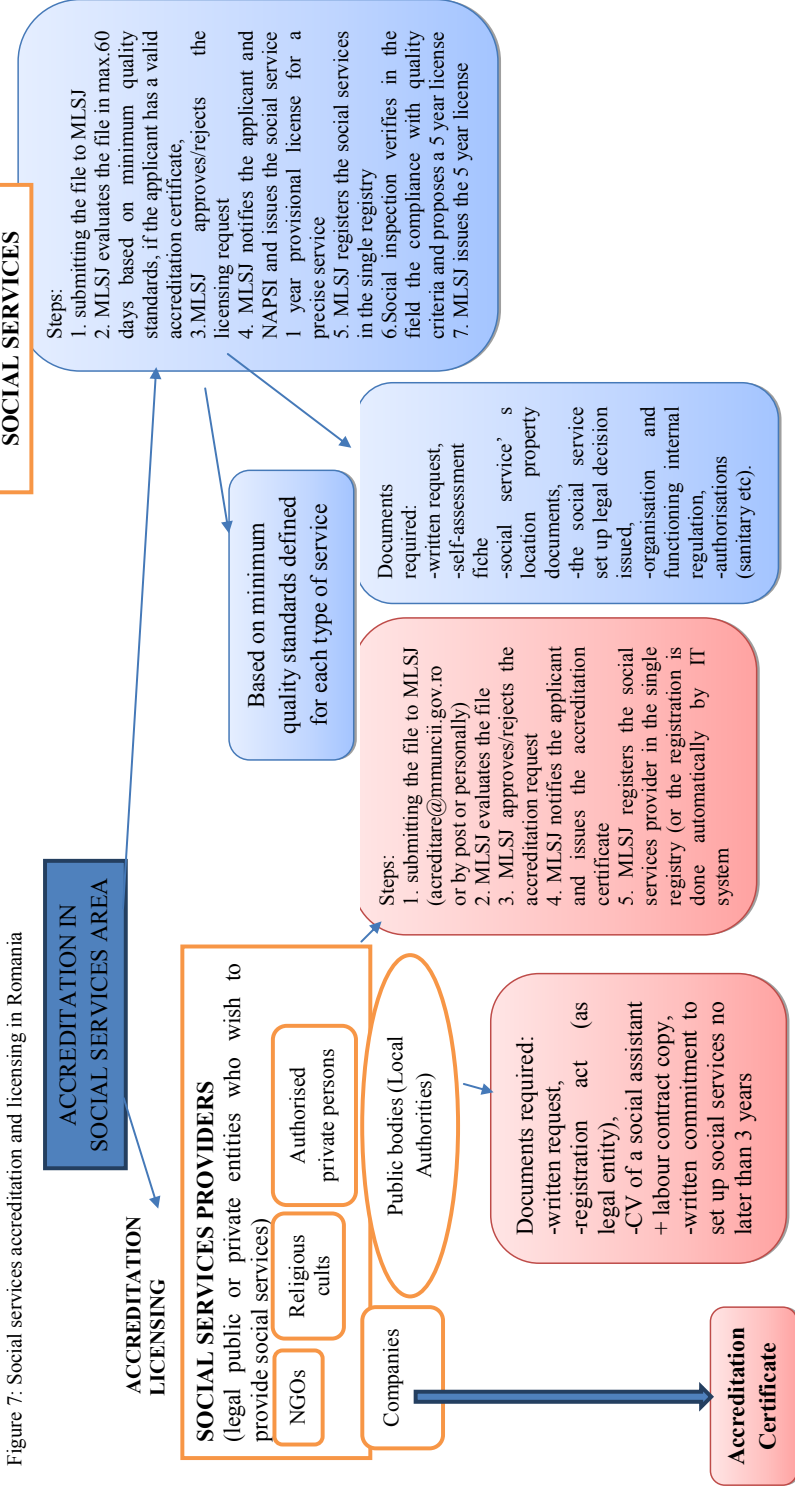 Figure 7: Social services accreditation and licensing in Romania
ACCREDITATION IN
SOCIAL SERVICES AREA
ACCREDITATION
LICENSING
SOCIAL SERVICES PROVIDERS
(legal public or private entities who wish to
provide social services)
NGOs
Religious
cults
Authorised
private persons
Companies
Public bodies (Local
Authorities)
Accreditation
Certificate
Documents required:
-written request,
-registration act (as
legal entity),
-CV of a social assistant
+ labour contract copy,
-written commitment to
set up social services no
later than 3 years
Steps:
1. submitting the file to MLSJ
(acreditare@mmuncii.gov.ro
or by post or personally)
2. MLSJ evaluates the file
3. MLSJ approves/rejects the
accreditation request
4. MLSJ notifies the applicant
and issues the accreditation
certificate
5. MLSJ registers the social
services provider in the single
registry (or the registration is
done automatically by IT
system
SOCIAL SERVICES
Steps:
1. submitting the file to MLSJ
2. MLSJ evaluates the file in max.60
days based on minimum quality
standards, if the applicant has a valid
accreditation certificate,
3.MLSJ approves/rejects the
licensing request
4. MLSJ notifies the applicant and
NAPSI and issues the social service
1 year provisional license for a
precise service
5. MLSJ registers the social services
in the single registry
6.Social inspection verifies in the
field the compliance with quality
criteria and proposes a 5 year license
7. MLSJ issues the 5 year license
Based on minimum
quality standards defined
for each type of service
Documents
required:
-written request,
-self-assessment
fiche
-social service’ s
location property
documents,
-the social service
set up legal decision
issued,
-organisation and
functioning internal
regulation,
-authorisations
(sanitary etc).